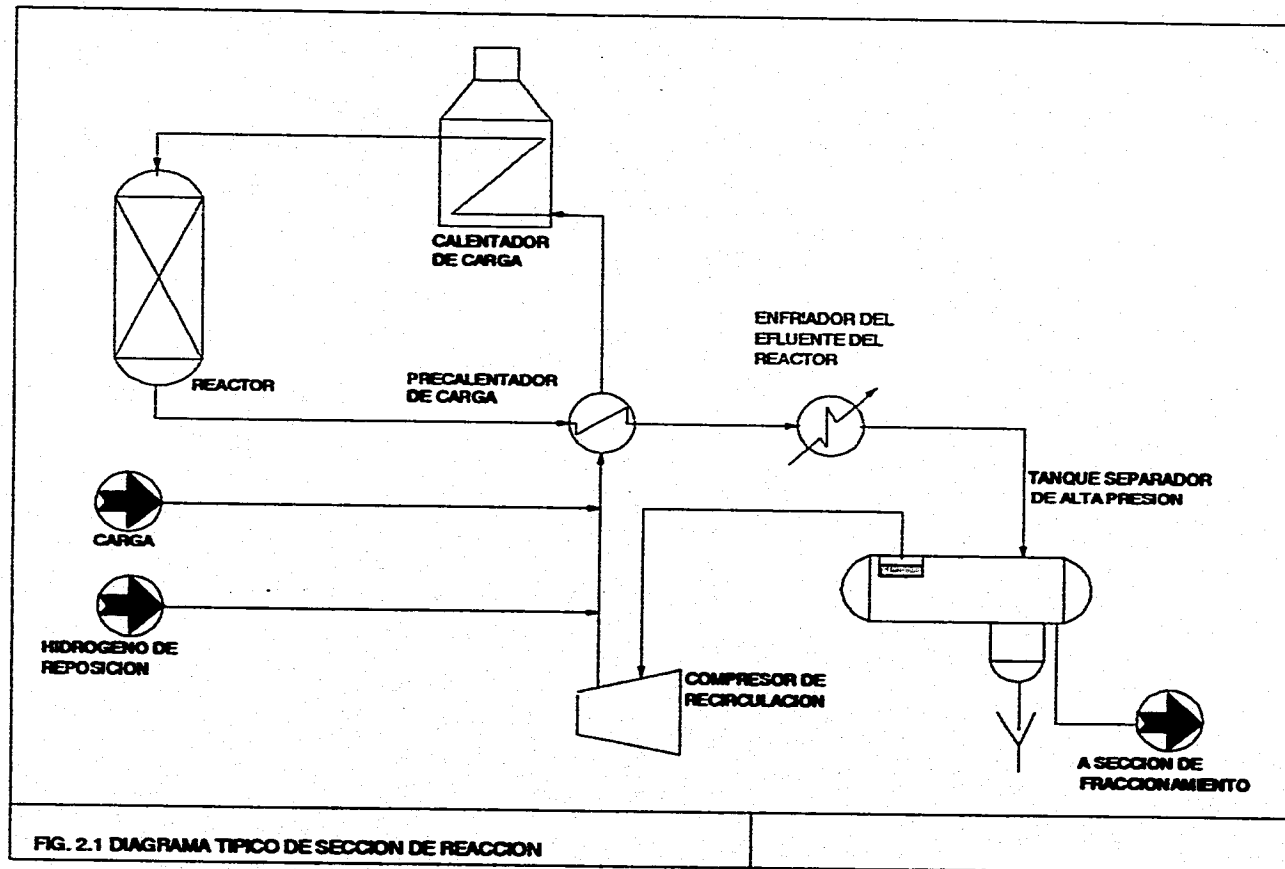 CALENTADOR
DE CARGA
ENFRIADOR DEL
EFLUENTE DEL
REACTOR
REACTOR
PRECALENTADOR
DE CARGA
TANQUE SEPARADOR
DE ALTA PRESION
CARGA
HIDROGENO DE
REPOSICION
COMPRESOR DE
RECIRCULACION
A SECCION DE
FRACCIONAMIENTO
FIG. 2.1 DIAGRAMA TIPICO DE SECCION DE REACCION